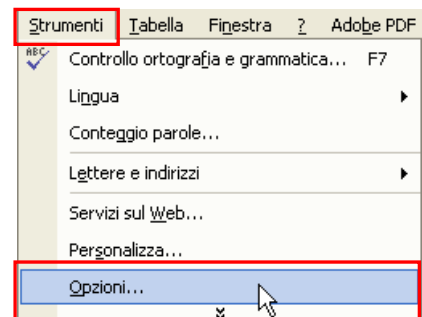 Strumenti Tabella Finestra ? Adobe PDF
ABC Controllo ortografia e grammatica... F7
Lingua
Conteggio parole...
Lettere e indirizzi
Servizi sul Web...
Personalizza...
Opzioni...